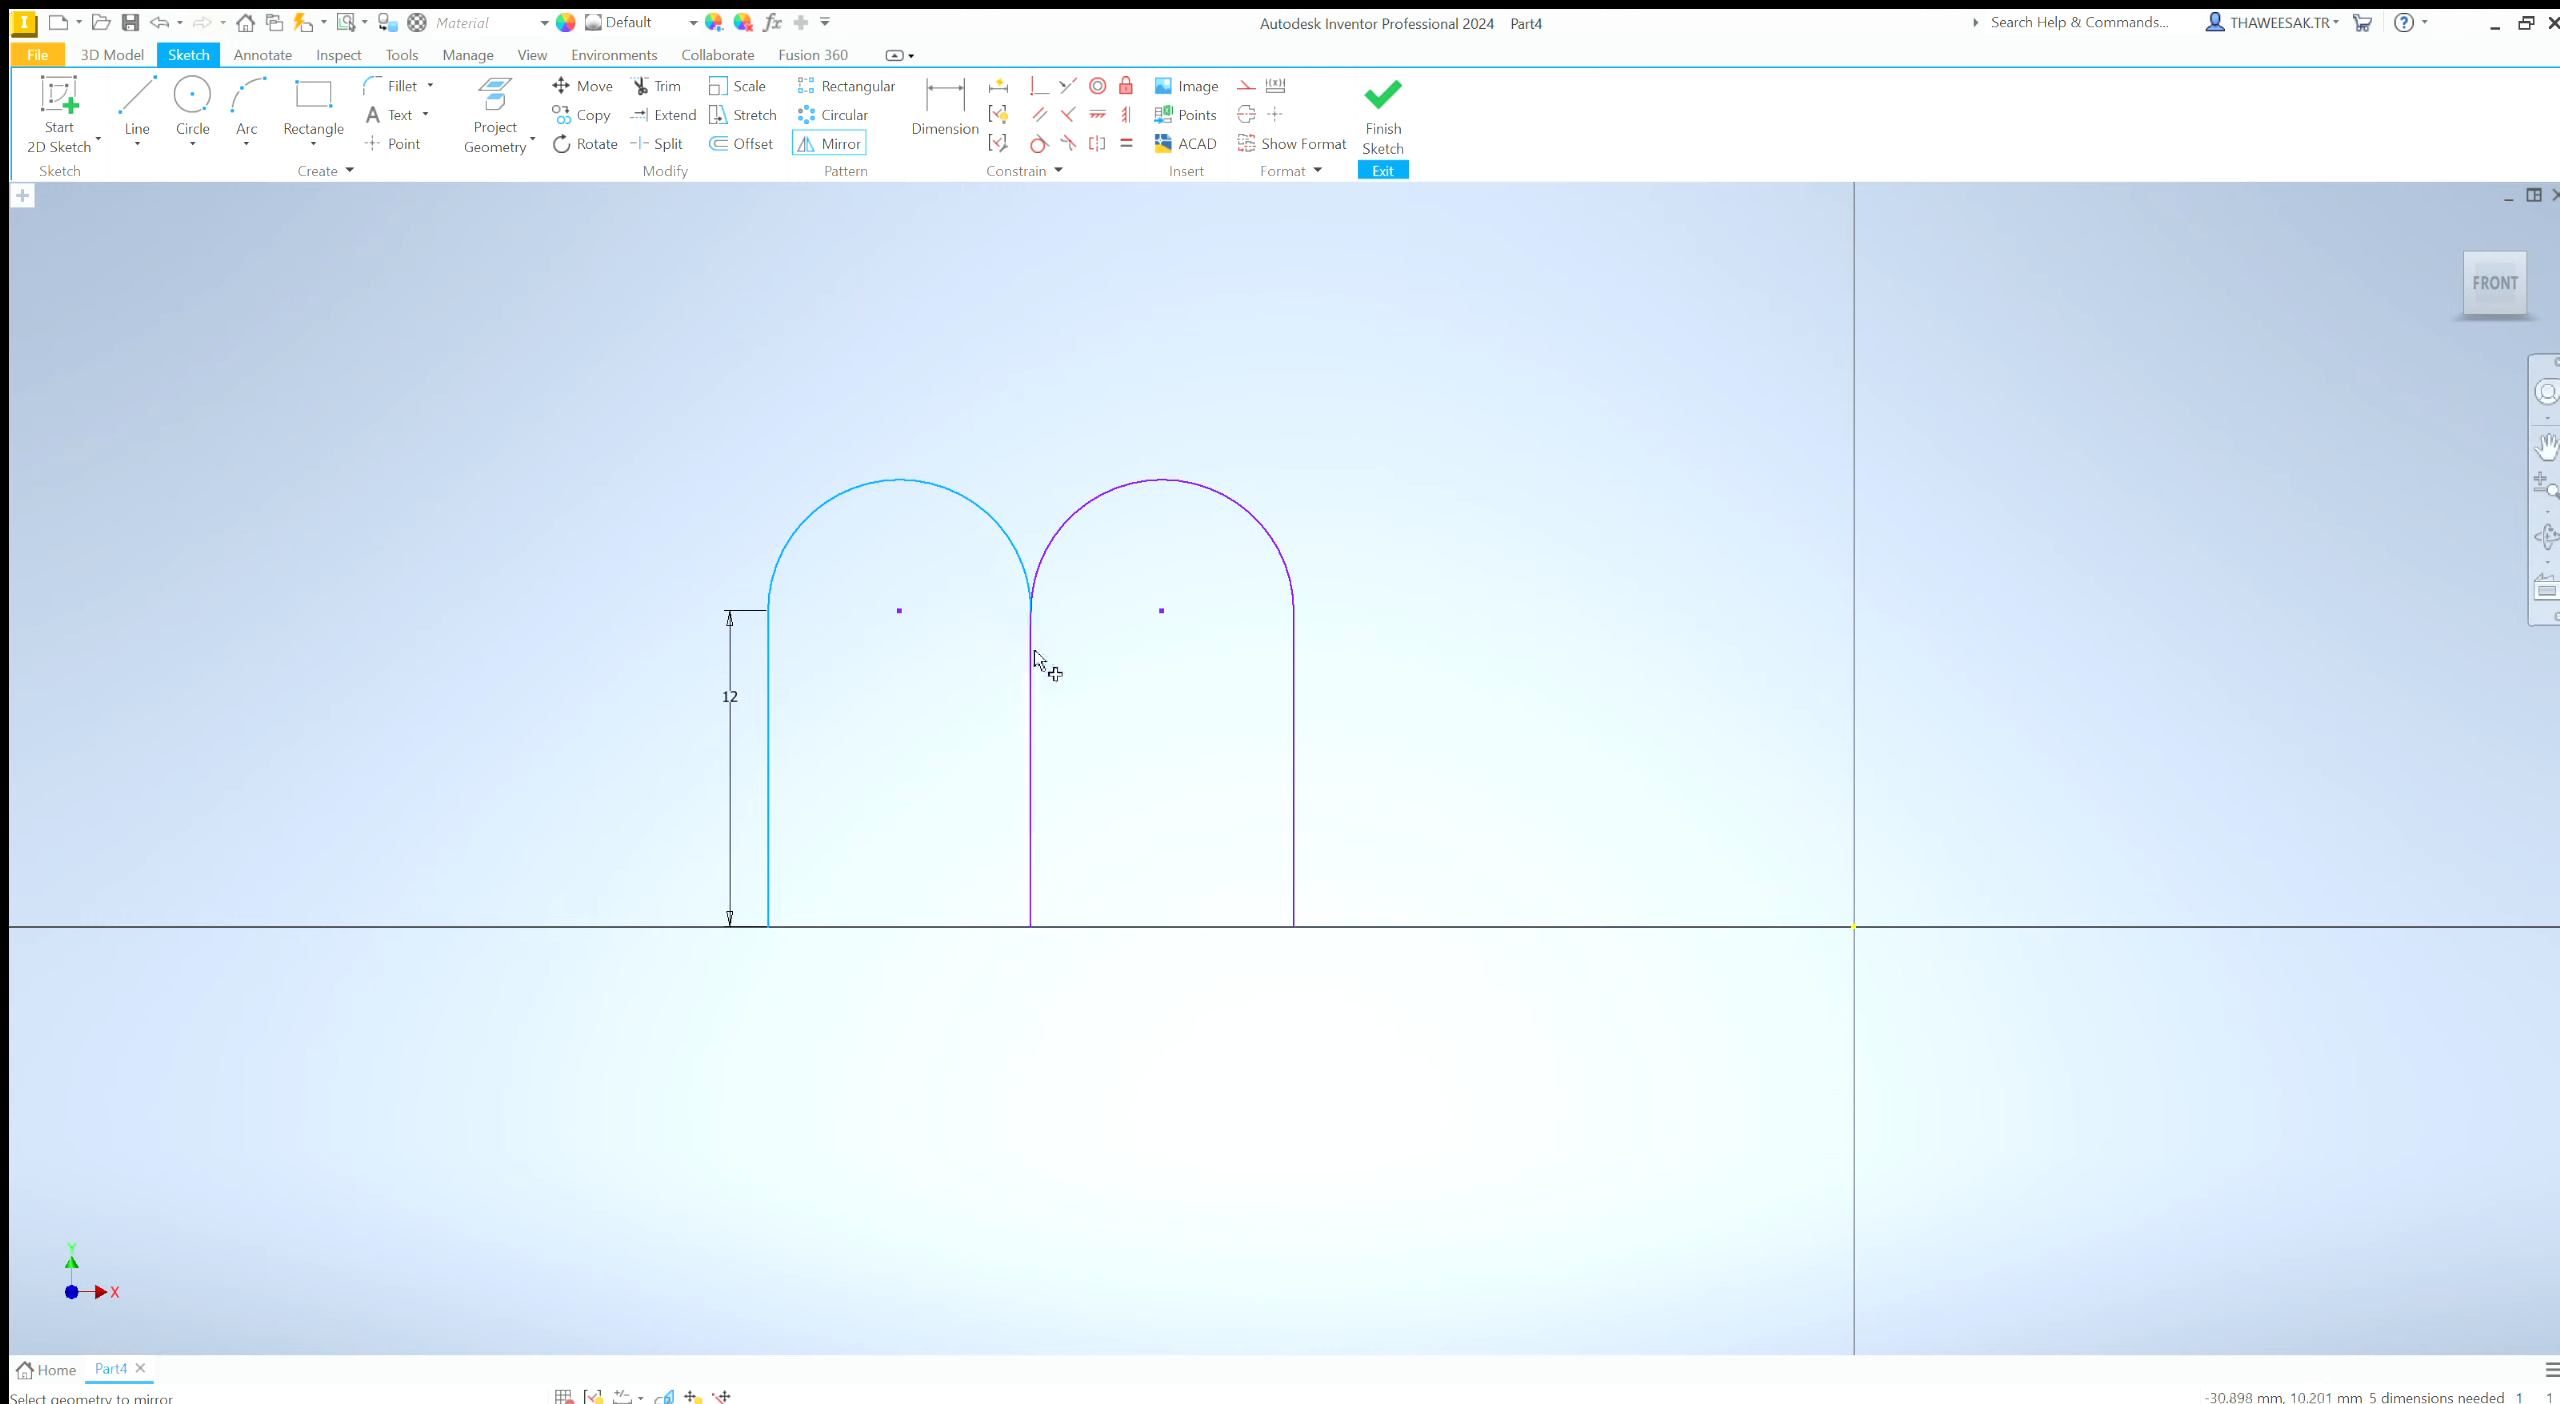 I Material Default fx Autodesk Inventor Professional 2024 Part4 Search Help & Commands... THAWEESAK.TR
File 3D Model Sketch Annotate Inspect Tools Manage View Environments Collaborate Fusion 360
Fillet Move Trim Scale Rectangular Image
Text Copy Extend Stretch Circular Points
Start 2D Sketch Line Circle Arc Rectangle Point Project Geometry Rotate Split Offset Mirror Dimension ACAD Show Format Finish Sketch
Sketch Create Modify Pattern Constrain Insert Format Exit
FRONT
12
Y
X
Home Part4
Select geometry to mirror -30.898 mm, 10.201 mm 5 dimensions needed 1 1